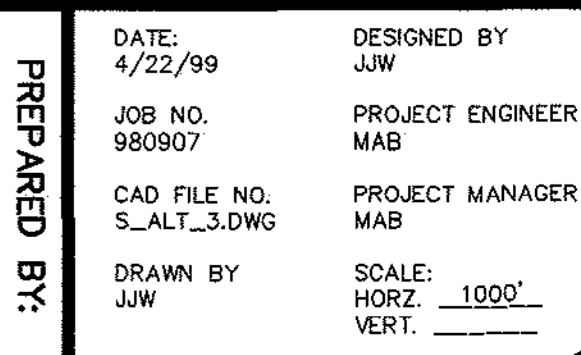 PREPARED BY:
DATE:
4/22/99
JOB NO.
980907
CAD FILE NO.
S_ALT_3.DWG
DRAWN BY
JJW
DESIGNED BY
JJW
PROJECT ENGINEER
MAB
PROJECT MANAGER
MAB
SCALE:
HORZ. 1000'
VERT. ______